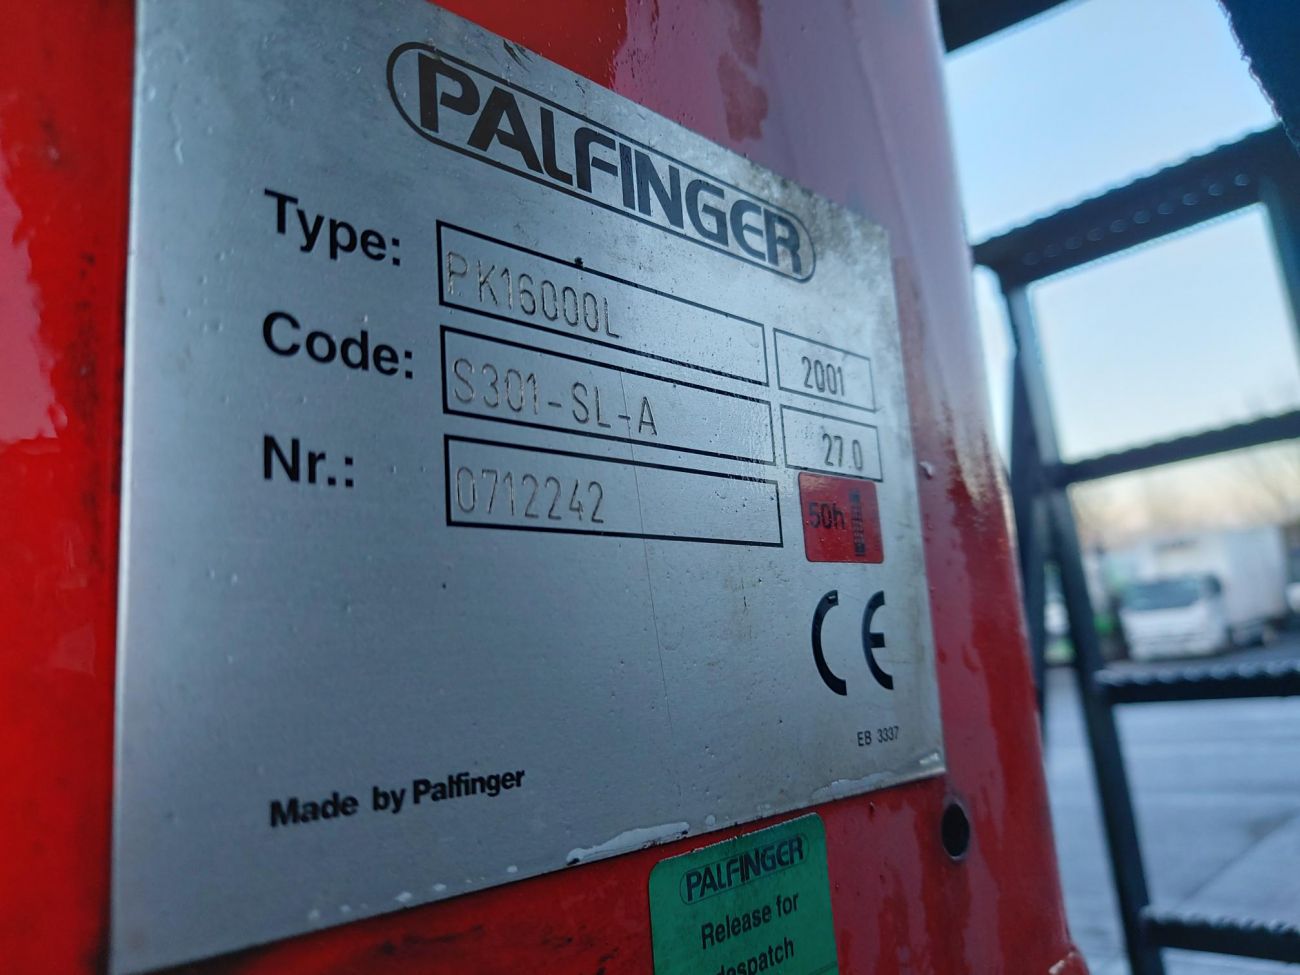 PALFINGER
Type: PK16000L 2001
Code: S301-SL-A 27.0
Nr.: 0712242
50h
CE
EB 3337
Made by Palfinger
PALFINGER
Release for
despatch